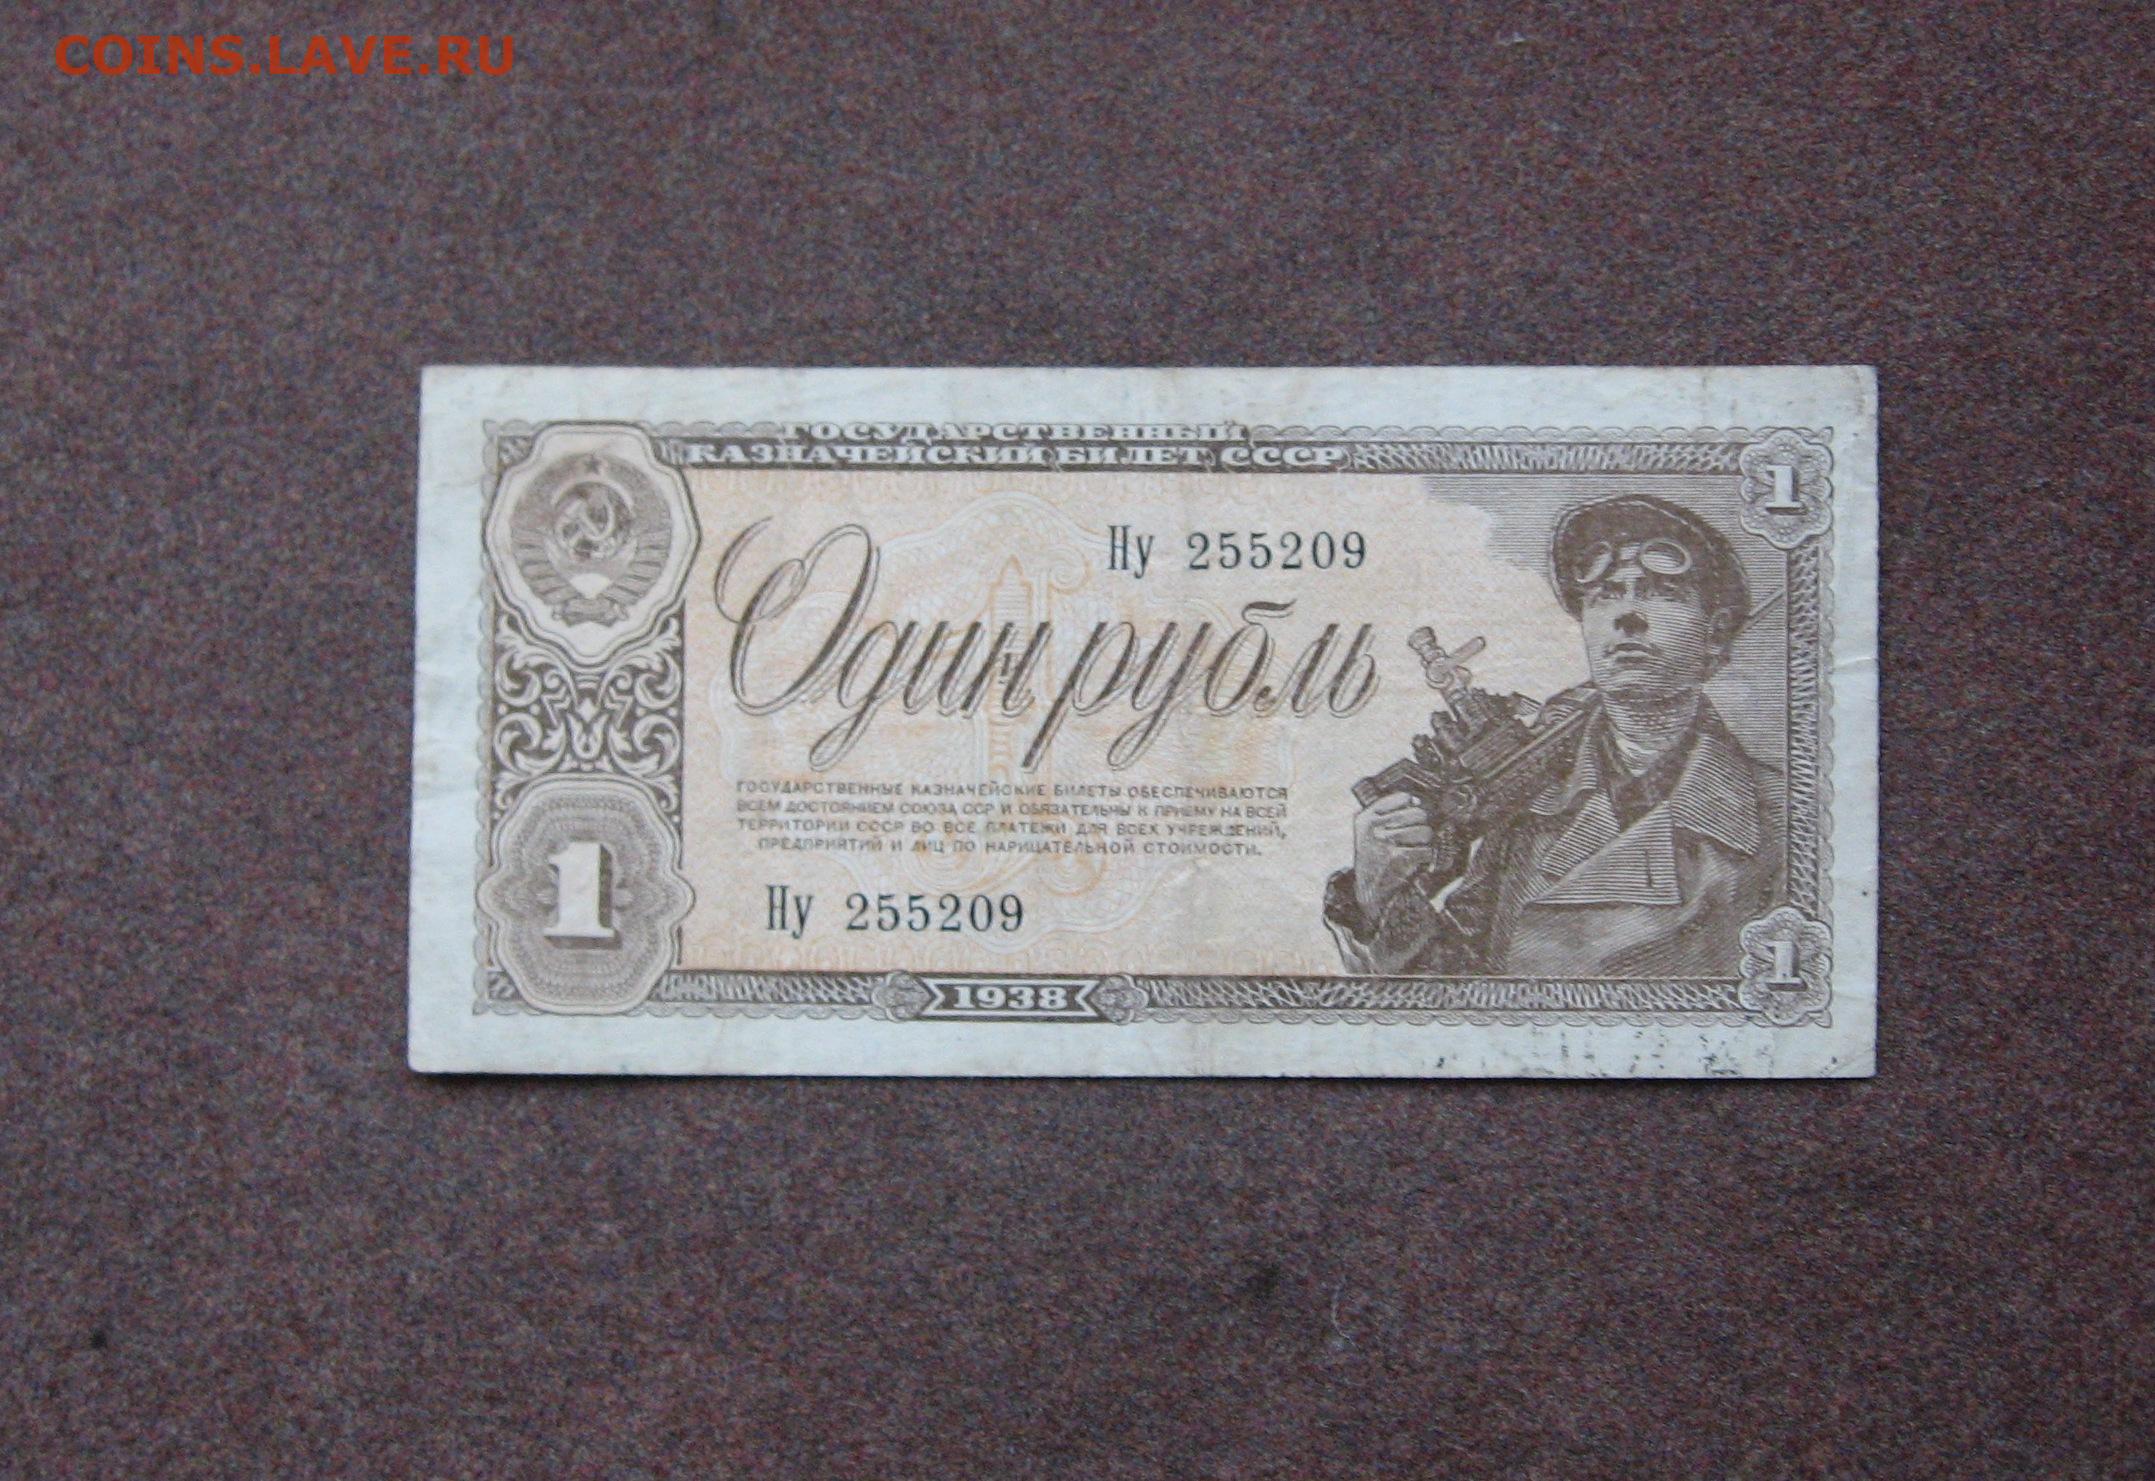 COINS.LAVE.RU
ГОСУДАРСТВЕННЫЙ
КАЗНАЧЕЙСКИЙ БИЛЕТ СССР
1
Ну 255209
Один рубль
ГОСУДАРСТВЕННЫЕ КАЗНАЧЕЙСКИЕ БИЛЕТЫ ОБЕСПЕЧИВАЮТСЯ
ВСЕМ ДОСТОЯНИЕМ СОЮЗА ССР И ОБЯЗАТЕЛЬНЫ К ПРИЕМУ НА ВСЕЙ
ТЕРРИТОРИИ СССР ВО ВСЕ ПЛАТЕЖИ ДЛЯ ВСЕХ УЧРЕЖДЕНИЙ,
ПРЕДПРИЯТИЙ И ЛИЦ ПО НАРИЦАТЕЛЬНОЙ СТОИМОСТИ.
1
Ну 255209
1
1938